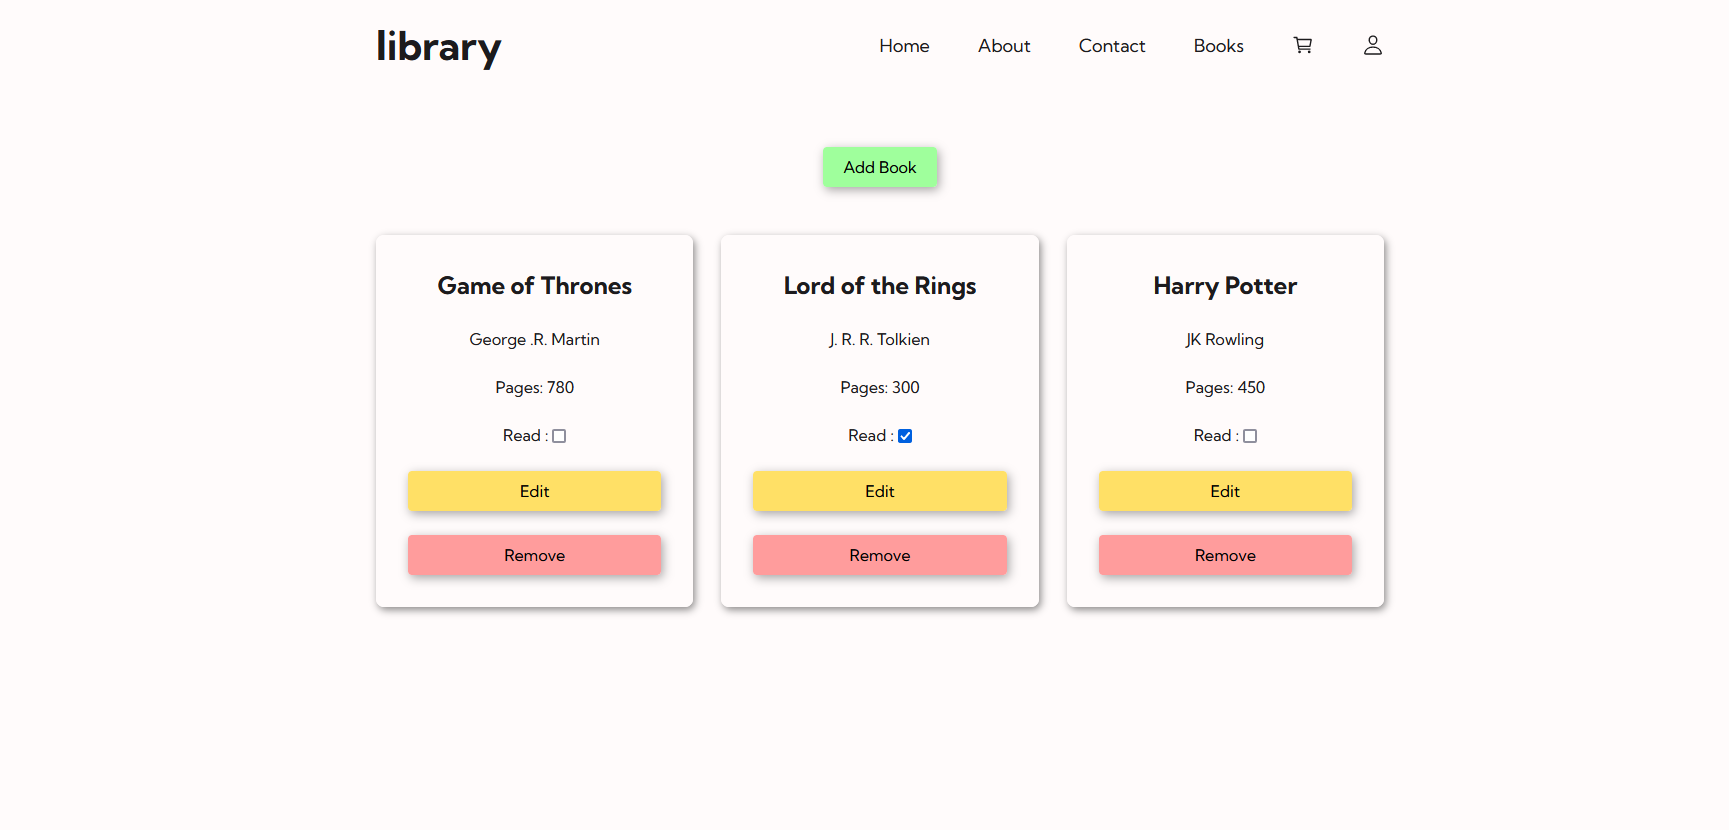 library
Home About Contact Books
Add Book
Game of Thrones
George .R. Martin
Pages: 780
Read :
Edit
Remove
Lord of the Rings
J. R. R. Tolkien
Pages: 300
Read :
Edit
Remove
Harry Potter
JK Rowling
Pages: 450
Read :
Edit
Remove